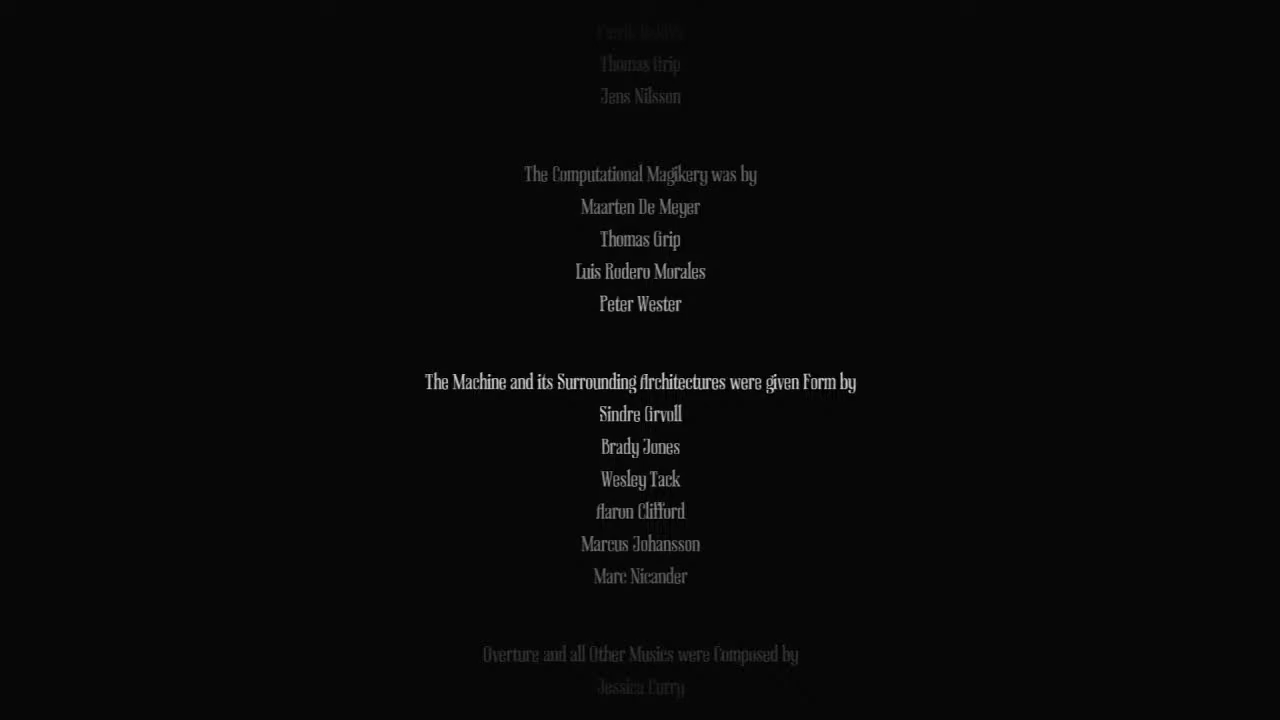 Thomas Grip
Jens Nilsson
The Computational Magikery was by
Maarten De Meyer
Thomas Grip
Luis Rodero Morales
Peter Wester
The Machine and its Surrounding Architectures were given Form by
Sindre Grvoll
Brady Jones
Wesley Tack
Aaron Clifford
Marcus Johansson
Marc Nicander
Overture and all Other Musics were Composed by
Jessica Curry